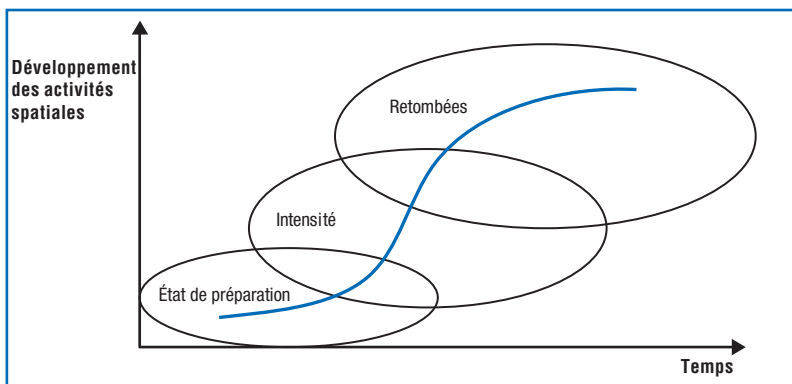 Développement
des activités
spatiales
Retombées
Intensité
État de préparation
Temps